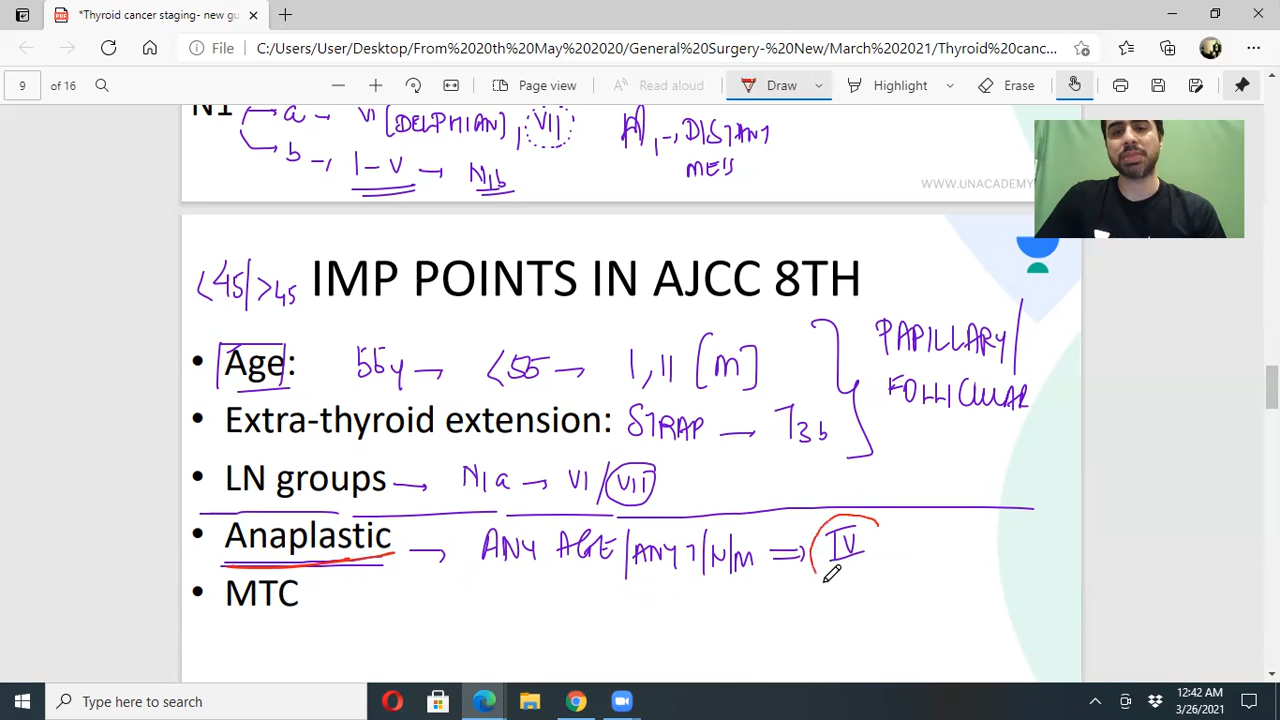 *Thyroid cancer staging- new gu
File C:/Users/User/Desktop/From%2020th%20May%202020/General%20Surgery-%20New/March%202021/Thyroid%20canc...
9 of 16 Page view Read aloud Draw Highlight Erase
N1 a VI (DELPHIAN), VII M1 DISTANT METS
b I-V N1b
WWW.UNACADEMY
<45/>45 IMP POINTS IN AJCC 8TH
• Age: 55y → <55 → I, II [M] PAPILLARY/
FOLLICULAR
• Extra-thyroid extension: STRAP → T3b
• LN groups → N1a → VI/VII
• Anaplastic → ANY AGE/ANY T/N/M ⇒ IV
• MTC
Type here to search
12:42 AM
3/26/2021